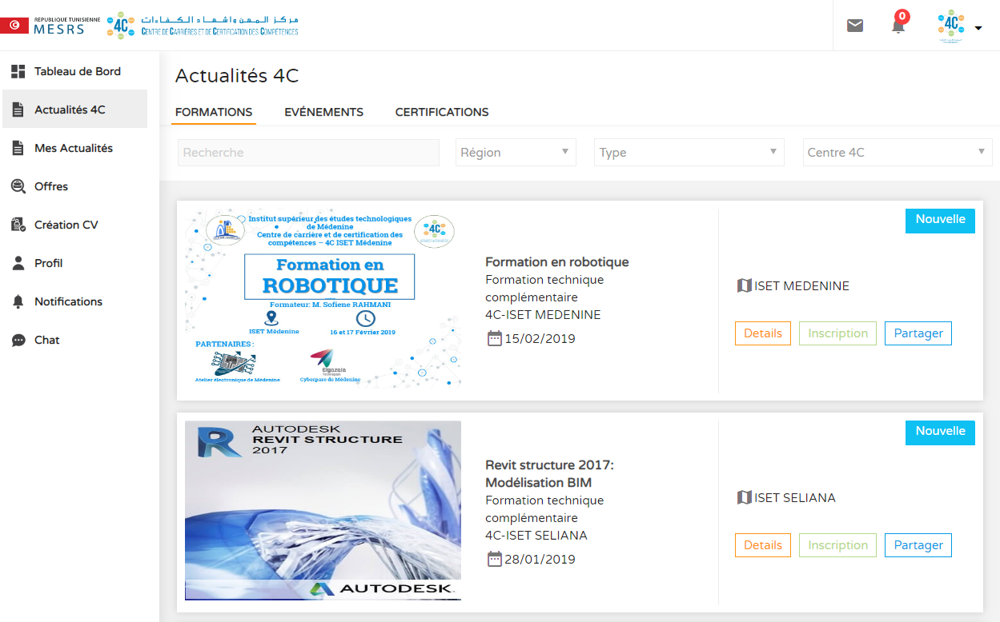 REPUBLIQUE TUNISIENNE
MESRS
4C
مركز المهن وإشهاد الكفاءات
CENTRE DE CARRIÈRES ET DE CERTIFICATION DES COMPÉTENCES
0
4C
Tableau de Bord
Actualités 4C
Mes Actualités
Offres
Création CV
Profil
Notifications
Chat
Actualités 4C
FORMATIONS
EVÉNEMENTS
CERTIFICATIONS
Recherche
Région
Type
Centre 4C
Institut supérieur des études technologiques
de Médenine
Centre de carrière et de certification des
compétences – 4C ISET Médenine
4C
Formation en
ROBOTIQUE
Formateur: M. Sofiene RAHMANI
ISET Médenine
16 et 17 Février 2019
PARTENAIRES :
Elgazala
Atelier électronique de Médenine
Cyberparc de Médenine
Formation en robotique
Formation technique
complémentaire
4C-ISET MEDENINE
15/02/2019
Nouvelle
ISET MEDENINE
Details
Inscription
Partager
AUTODESK
REVIT STRUCTURE
2017
AUTODESK.
Revit structure 2017:
Modélisation BIM
Formation technique
complémentaire
4C-ISET SELIANA
28/01/2019
Nouvelle
ISET SELIANA
Details
Inscription
Partager